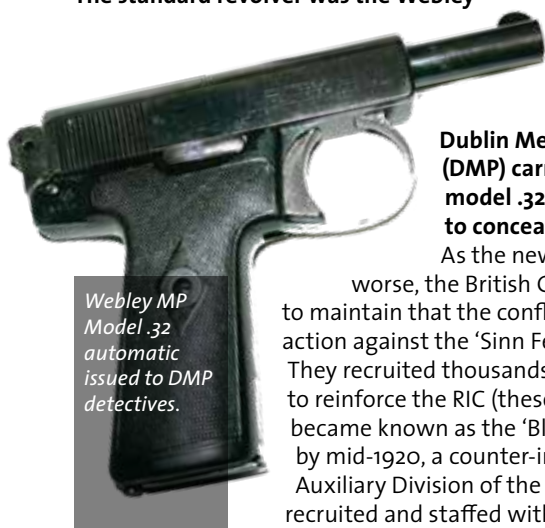 The standard revolver was the Webley
Dublin Me
(DMP) car
model .32
to concea
As the new
worse, the British G
to maintain that the confl
action against the ‘Sinn Fe
They recruited thousands
to reinforce the RIC (these
became known as the ‘Bl
by mid-1920, a counter-in
Auxiliary Division of the
recruited and staffed with
Webley MP
Model .32
automatic
issued to DMP
detectives.